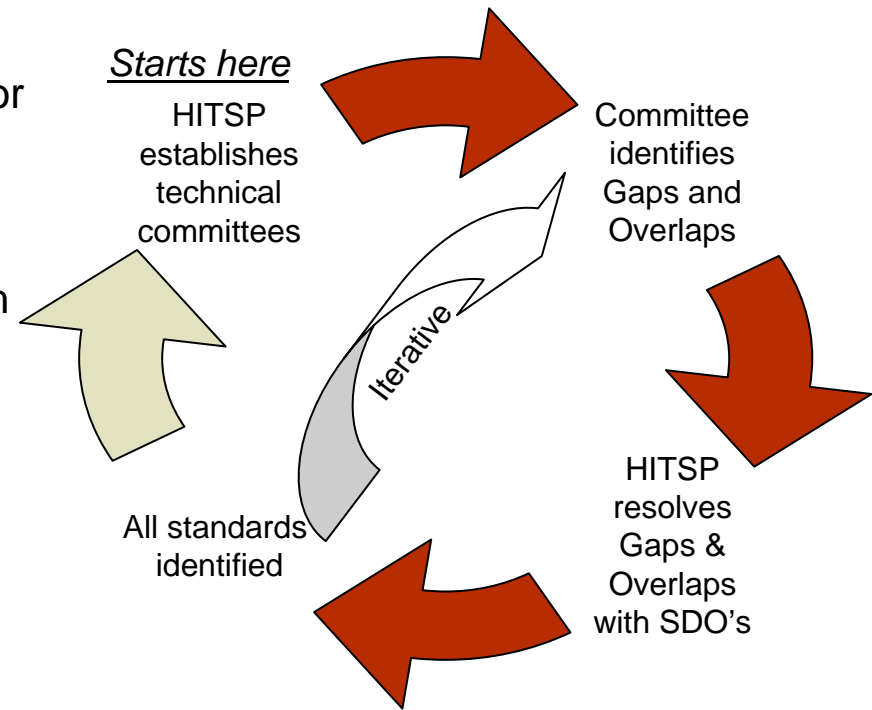 or
n
Starts here
HITSP
establishes
technical
committees
Committee
identifies
Gaps and
Overlaps
Iterative
HITSP
resolves
Gaps &
Overlaps
with SDO's
All standards
identified